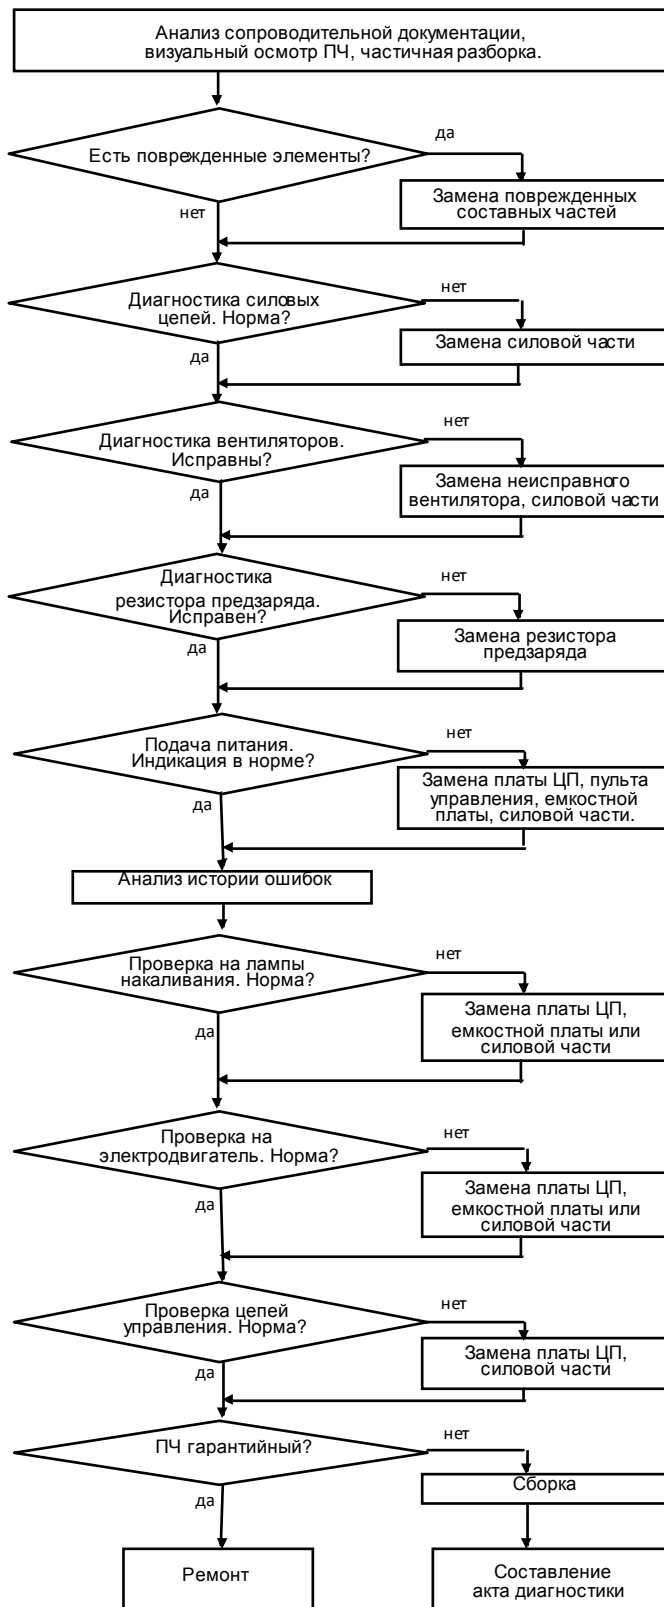 Анализ сопроводительной документации,
визуальный осмотр ПЧ, частичная разборка.
да
Есть поврежденные элементы?
нет
Замена поврежденных
составных частей
нет
Диагностика силовых
цепей. Норма?
да
Замена силовой части
нет
Диагностика вентиляторов.
Исправны?
да
Замена неисправного
вентилятора, силовой части
нет
Диагностика
резистора предзаряда.
Исправен?
да
Замена резистора
предзаряда
нет
Подача питания.
Индикация в норме?
да
Замена платы ЦП, пульта
управления, емкостной
платы, силовой части.
Анализ истории ошибок
нет
Проверка на лампы
накаливания. Норма?
да
Замена платы ЦП,
емкостной платы или
силовой части
нет
Проверка на
электродвигатель. Норма?
да
Замена платы ЦП,
емкостной платы или
силовой части
нет
Проверка цепей
управления. Норма?
да
Замена платы ЦП,
силовой части
нет
ПЧ гарантийный?
да
Сборка
Ремонт
Составление
акта диагностики